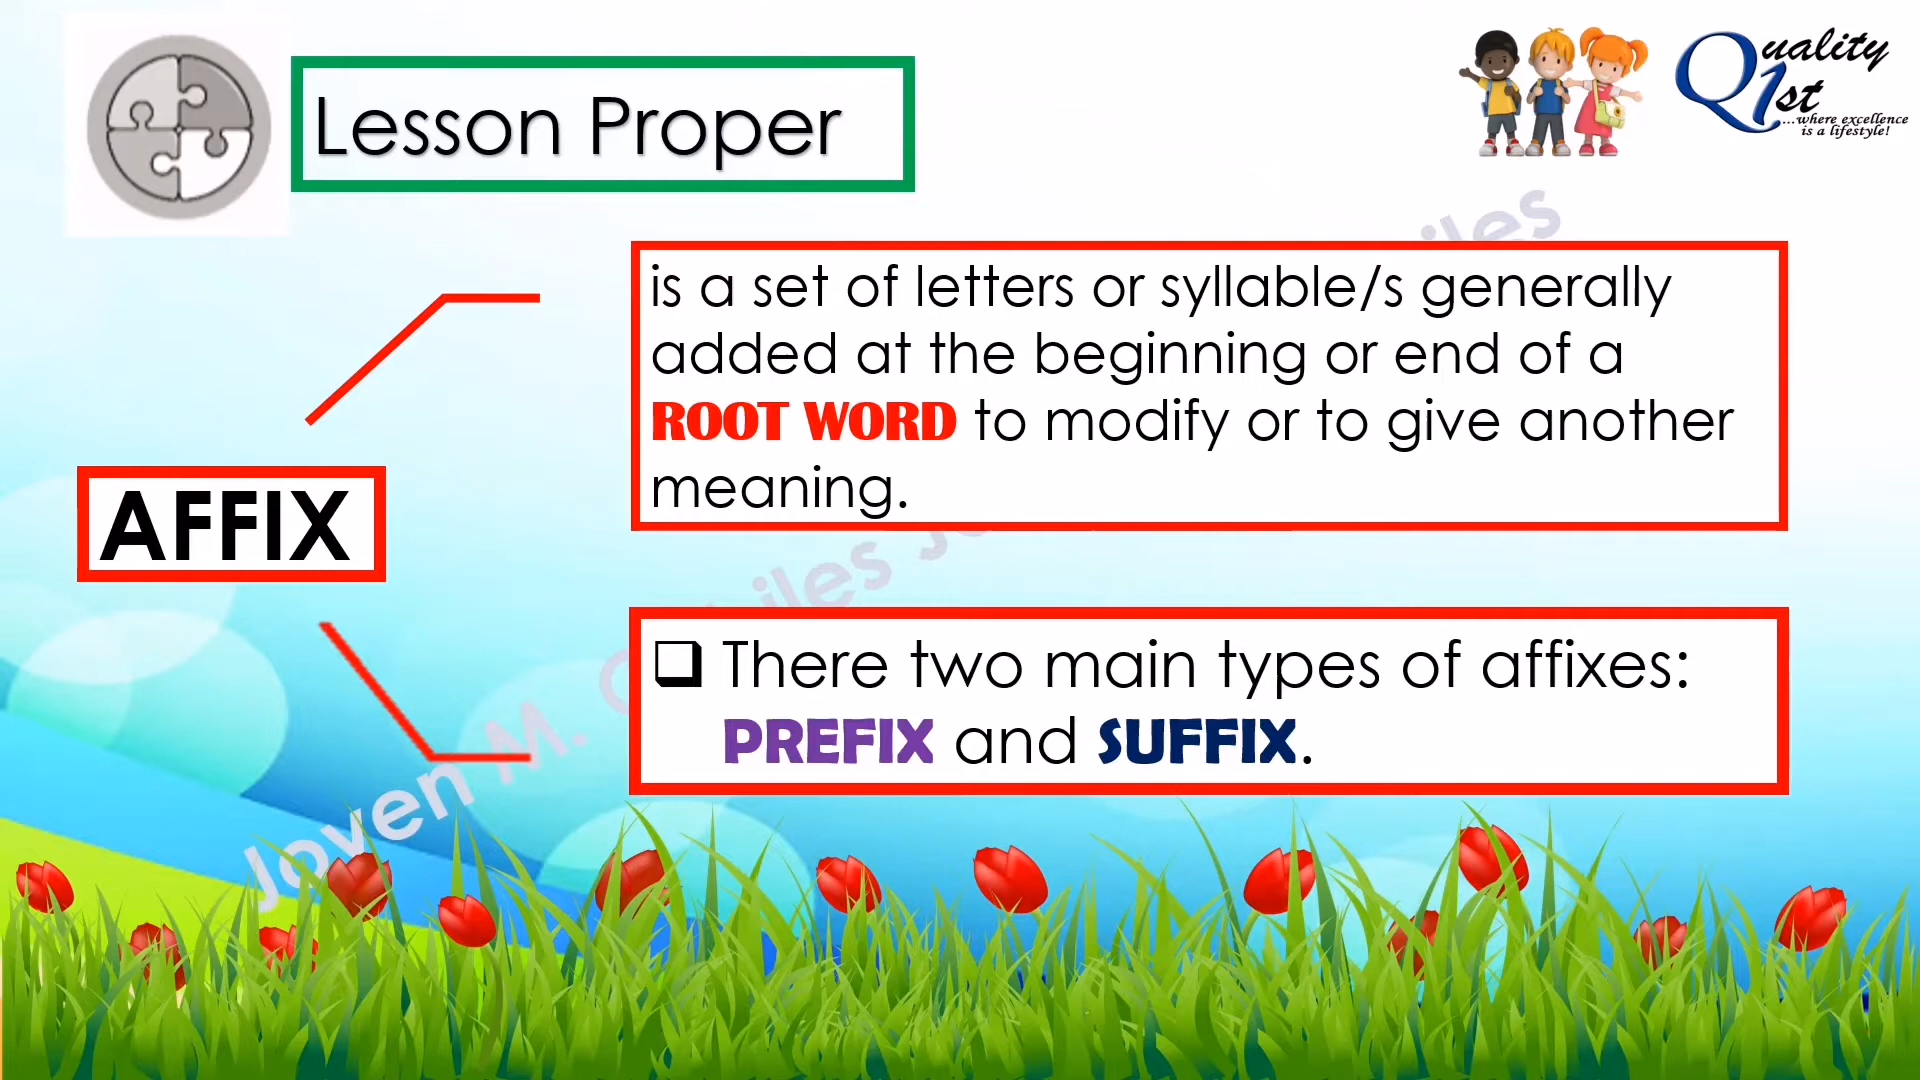 Lesson Proper
Quality
1st
...where excellence
is a lifestyle!
is a set of letters or syllable/s generally
added at the beginning or end of a
ROOT WORD to modify or to give another
meaning.
AFFIX
There two main types of affixes:
PREFIX and SUFFIX.
Joven M.